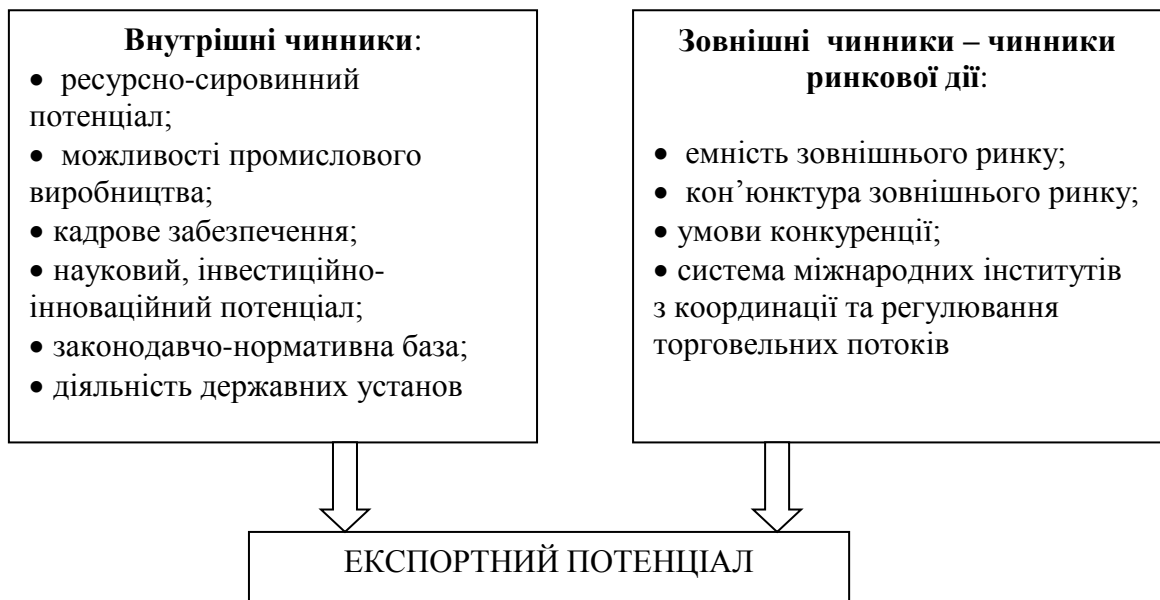 Внутрішні чинники:
• ресурсно-сировинний
потенціал;
• можливості промислового
виробництва;
• кадрове забезпечення;
• науковий, інвестиційно-
інноваційний потенціал;
• законодавчо-нормативна база;
• діяльність державних установ
Зовнішні чинники – чинники
ринкової дії:
• емність зовнішнього ринку;
• кон’юнктура зовнішнього ринку;
• умови конкуренції;
• система міжнародних інститутів
з координації та регулювання
торговельних потоків
ЕКСПОРТНИЙ ПОТЕНЦІАЛ